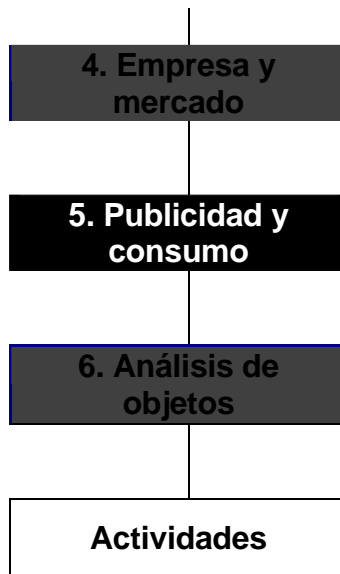 4. Empresa y
mercado
5. Publicidad y
consumo
6. Análisis de
objetos
Actividades